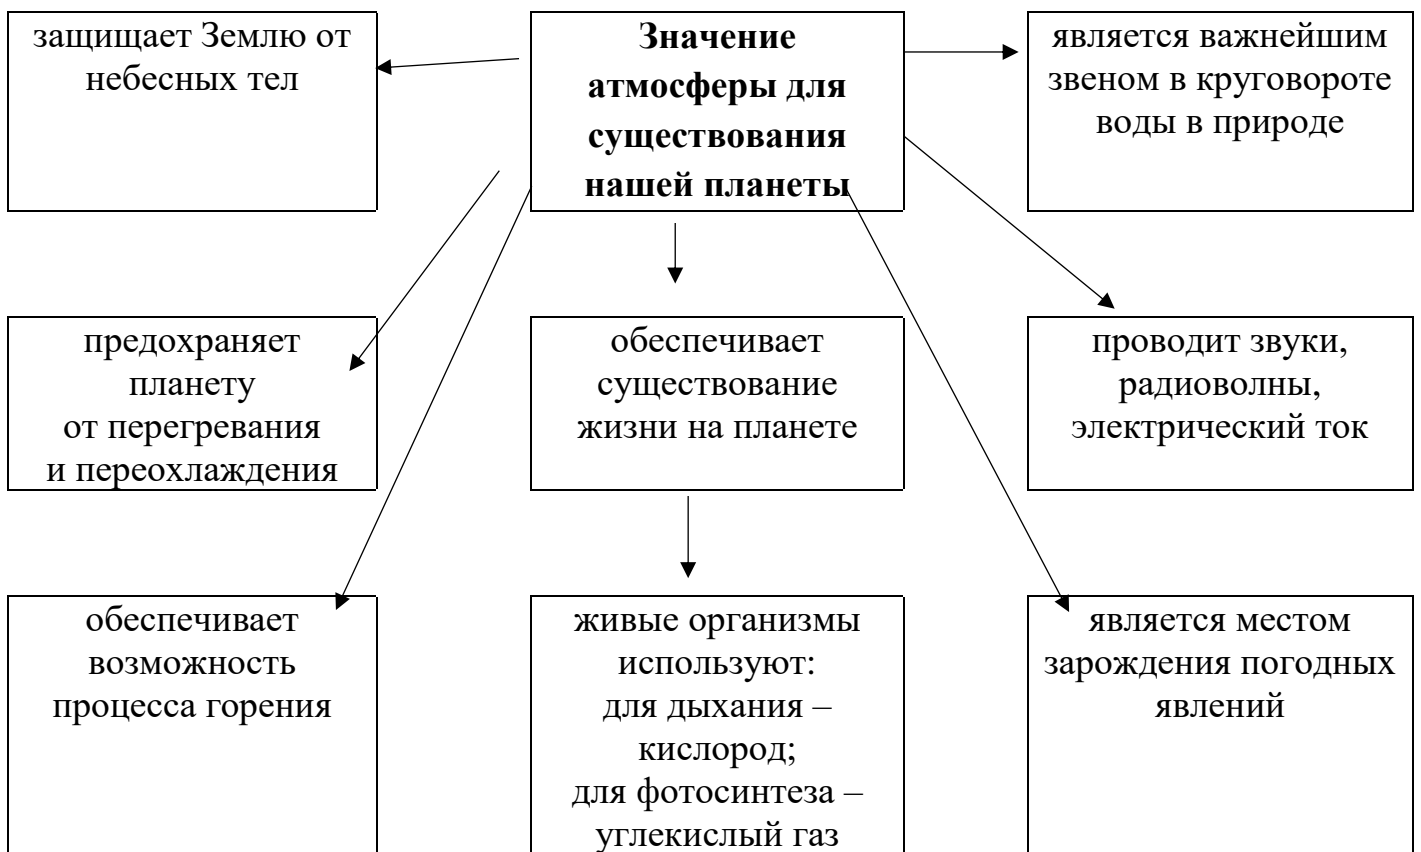 защищает Землю от
небесных тел
Значение
атмосферы для
существования
нашей планеты
является важнейшим
звеном в круговороте
воды в природе
предохраняет
планету
от перегревания
и переохлаждения
обеспечивает
существование
жизни на планете
проводит звуки,
радиоволны,
электрический ток
обеспечивает
возможность
процесса горения
живые организмы
используют:
для дыхания –
кислород;
для фотосинтеза –
углекислый газ
является местом
зарождения погодных
явлений